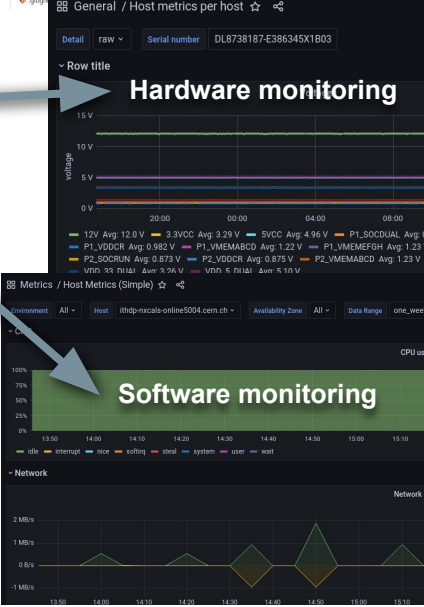 General / Host metrics per host
Detail raw Serial number DL8738187-E386345X1B03
Row title
Hardware monitoring
15 V
10 V
5 V
0 V
voltage
20:00 00:00 04:00 08:00
12V Avg: 12.0 V 3.3VCC Avg: 3.29 V 5VCC Avg: 4.96 V P1_SOCDUAL Avg:
P1_VDDCR Avg: 0.982 V P1_VMEMABCD Avg: 1.22 V P1_VMEMEFGH Avg: 1.23
P2_SOCRUN Avg: 0.873 V P2_VDDCR Avg: 0.875 V P2_VMEMABCD Avg: 1.23 V
VDD_33_DUAL Avg: 3.26 V VDD_5_DUAL Avg: 5.10 V
Metrics / Host Metrics (Simple)
Environment All Host ithdp-nxcals-online5004.cern.ch Availability Zone All Data Range one_wee
CPU us
100%
75%
50%
25%
0%
Software monitoring
13:50 14:00 14:10 14:20 14:30 14:40 14:50 15:00 15:10
idle interrupt nice softirq steal system user wait
Network
Network
2 MB/s
1 MB/s
0 B/s
-1 MB/s
13:50 14:00 14:10 14:20 14:30 14:40 14:50 15:00 15:10